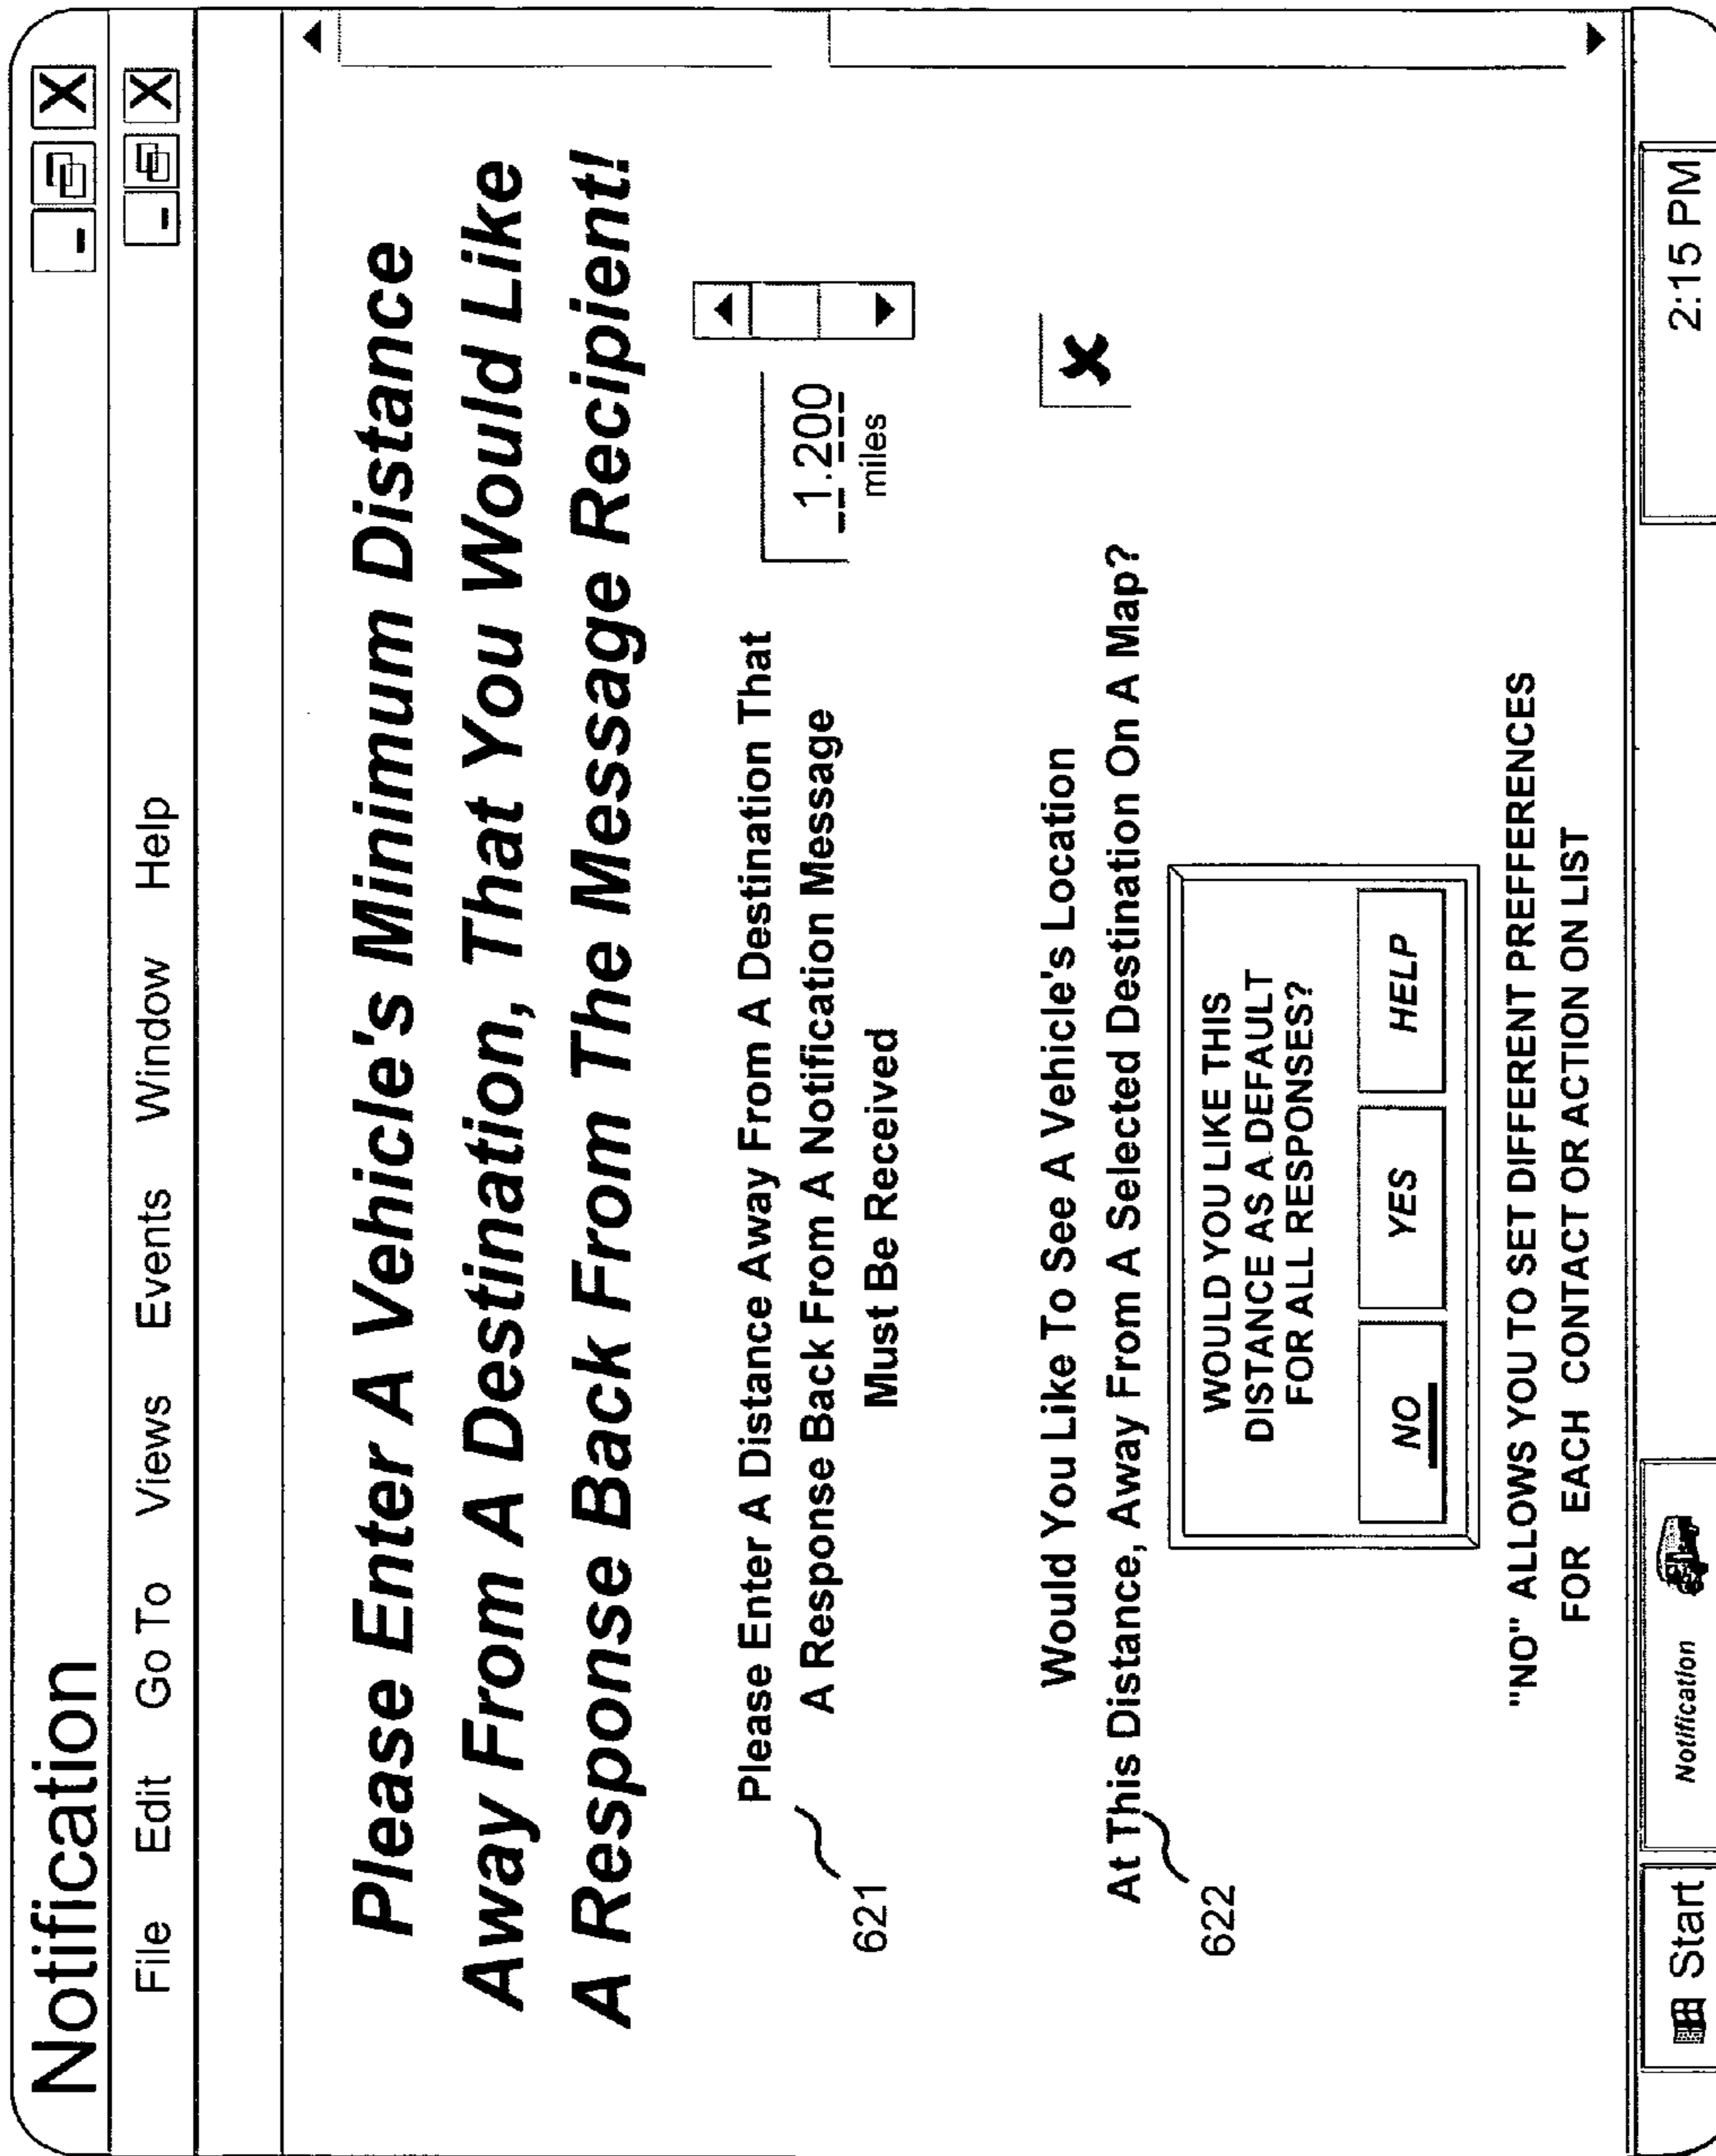 Notification
File Edit Go To Views Events Window Help
Please Enter A Vehicle's Minimum Distance
Away From A Destination, That You Would Like
A Response Back From The Message Recipient!
Please Enter A Distance Away From A Destination That
A Response Back From A Notification Message
Must Be Received
1.200
miles
621
Would You Like To See A Vehicle's Location
At This Distance, Away From A Selected Destination On A Map?
622
WOULD YOU LIKE THIS
DISTANCE AS A DEFAULT
FOR ALL RESPONSES?
NO YES HELP
"NO" ALLOWS YOU TO SET DIFFERENT PREFFERENCES
FOR EACH CONTACT OR ACTION ON LIST
Start Notification 2:15 PM